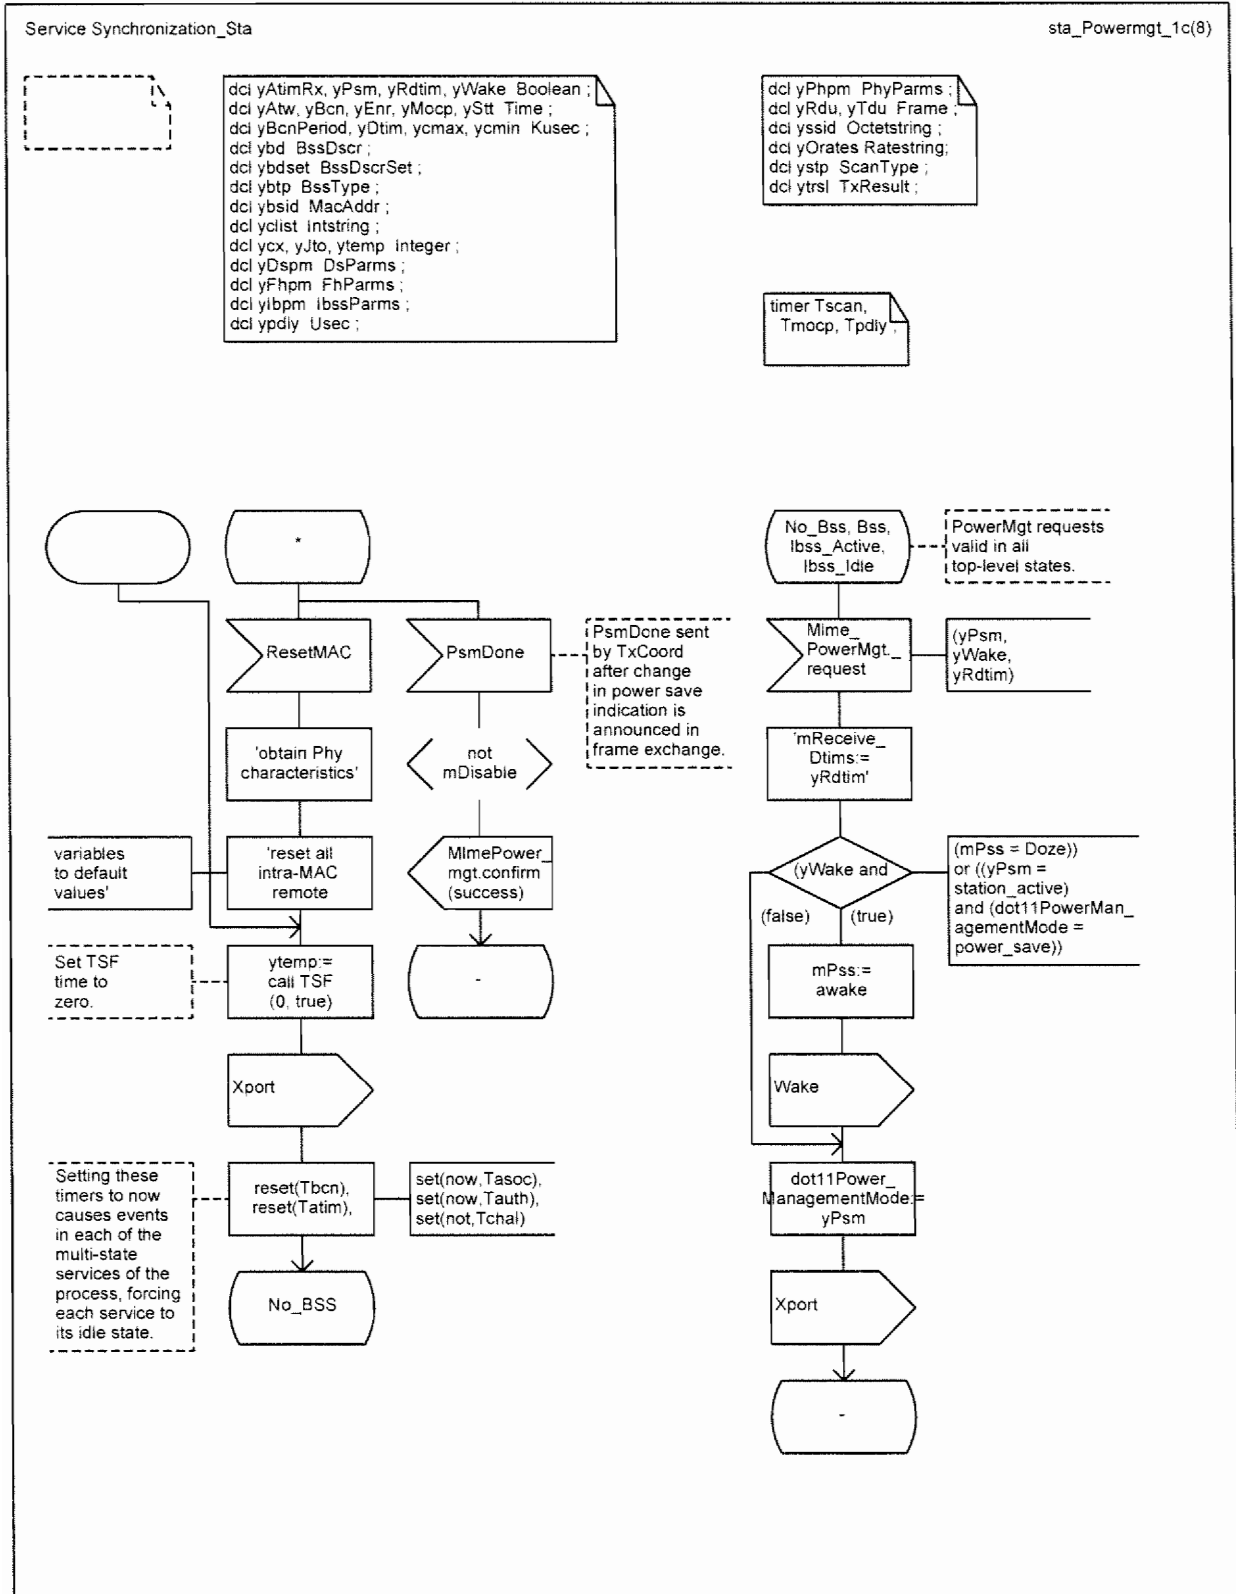 Service Synchronization_Sta
sta_Powermgt_1c(8)
dcl yAtimRx, yPsm, yRdtim, yWake Boolean ;
dcl yAtw, yBcn, yEnr, yMocp, yStt Time ;
dcl yBcnPeriod, yDtim, ycmax, ycmin Kusec ;
dcl ybd BssDscr ;
dcl ybdset BssDscrSet ;
dcl ybtp BssType ;
dcl ybsid MacAddr ;
dcl yclist Intstring ;
dcl ycx, yJto, ytemp Integer ;
dcl yDspm DsParms ;
dcl yFhpm FhParms ;
dcl yIbpm IbssParms ;
dcl ypdly Usec ;
dcl yPhpm PhyParms ;
dcl yRdu, yTdu Frame ;
dcl yssid Octetstring ;
dcl yOrates Ratestring;
dcl ystp ScanType ;
dcl ytrsl TxResult ;
timer Tscan,
Tmocp, Tpdly ;
*
ResetMAC
'obtain Phy
characteristics'
variables
to default
values'
'reset all
intra-MAC
remote
Set TSF
time to
zero.
ytemp:=
call TSF
(0, true)
Xport
Setting these
timers to now
causes events
in each of the
multi-state
services of the
process, forcing
each service to
its idle state.
reset(Tbcn),
reset(Tatim),
set(now,Tasoc),
set(now,Tauth),
set(not,Tchal)
No_BSS
PsmDone
PsmDone sent
by TxCoord
after change
in power save
indication is
announced in
frame exchange.
not
mDisable
MlmePower_
mgt.confirm
(success)
-
No_Bss, Bss,
Ibss_Active,
Ibss_Idle
PowerMgt requests
valid in all
top-level states.
Mlme_
PowerMgt._
request
(yPsm,
yWake,
yRdtim)
'mReceive_
Dtims:=
yRdtim'
(yWake and
(mPss = Doze))
or ((yPsm =
station_active)
and (dot11PowerMan_
agementMode =
power_save))
(false)
(true)
mPss:=
awake
Wake
dot11Power_
ManagementMode:=
yPsm
Xport
-